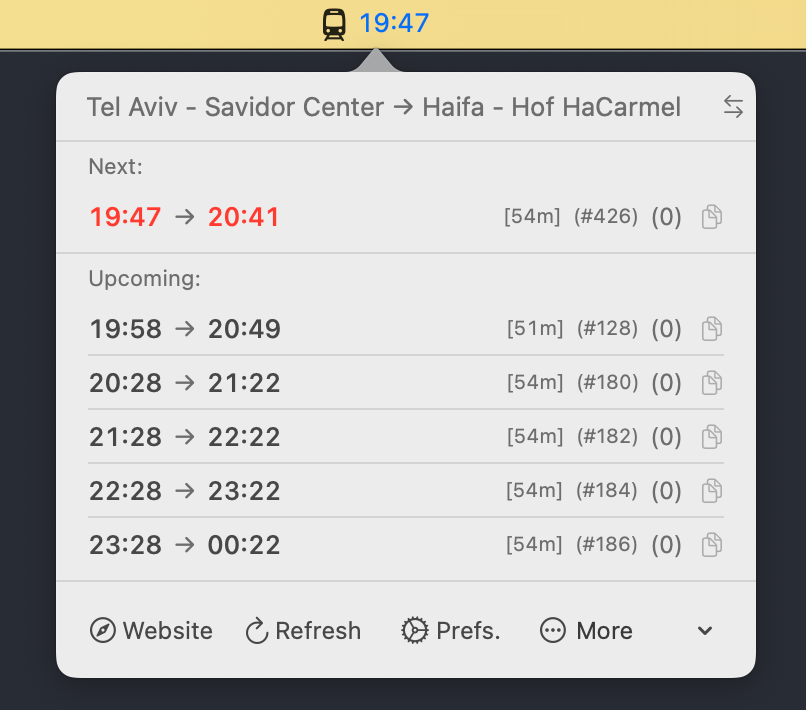 19:47
Tel Aviv - Savidor Center → Haifa - Hof HaCarmel
Next:
19:47 → 20:41 [54m] (#426) (0)
Upcoming:
19:58 → 20:49 [51m] (#128) (0)
20:28 → 21:22 [54m] (#180) (0)
21:28 → 22:22 [54m] (#182) (0)
22:28 → 23:22 [54m] (#184) (0)
23:28 → 00:22 [54m] (#186) (0)
Website Refresh Prefs. More